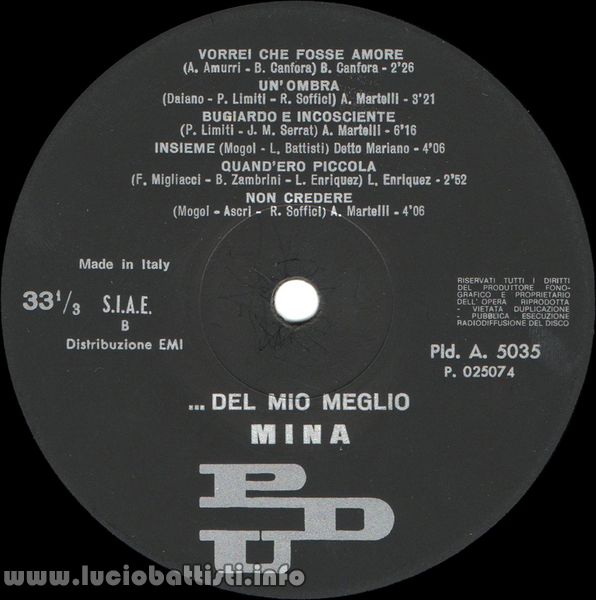 VORREI CHE FOSSE AMORE
(A. Amurri - B. Canfora) B. Canfora - 2'26
UN'OMBRA
(Daiano - P. Limiti - R. Soffici) A. Martelli - 3'21
BUGIARDO E INCOSCIENTE
(P. Limiti - J. M. Serrat) A. Martelli - 6'16
INSIEME (Mogol - L. Battisti) Detto Mariano - 4'06
QUAND'ERO PICCOLA
(F. Migliacci - B. Zambrini - L. Enriquez) L. Enriquez - 2'52
NON CREDERE
(Mogol - Ascri - R. Soffici) A. Martelli - 4'06
Made in Italy
33 1/3 S.I.A.E.
B
Distribuzione EMI
RISERVATI TUTTI I DIRITTI
DEL PRODUTTORE FONO-
GRAFICO E PROPRIETARIO
DELL'OPERA RIPRODOTTA
- VIETATA DUPLICAZIONE
- PUBBLICA ESECUZIONE
RADIODIFFUSIONE DEL DISCO
Pld. A. 5035
P. 025074
... DEL MIO MEGLIO
MINA
PDU
www.luciobattisti.info